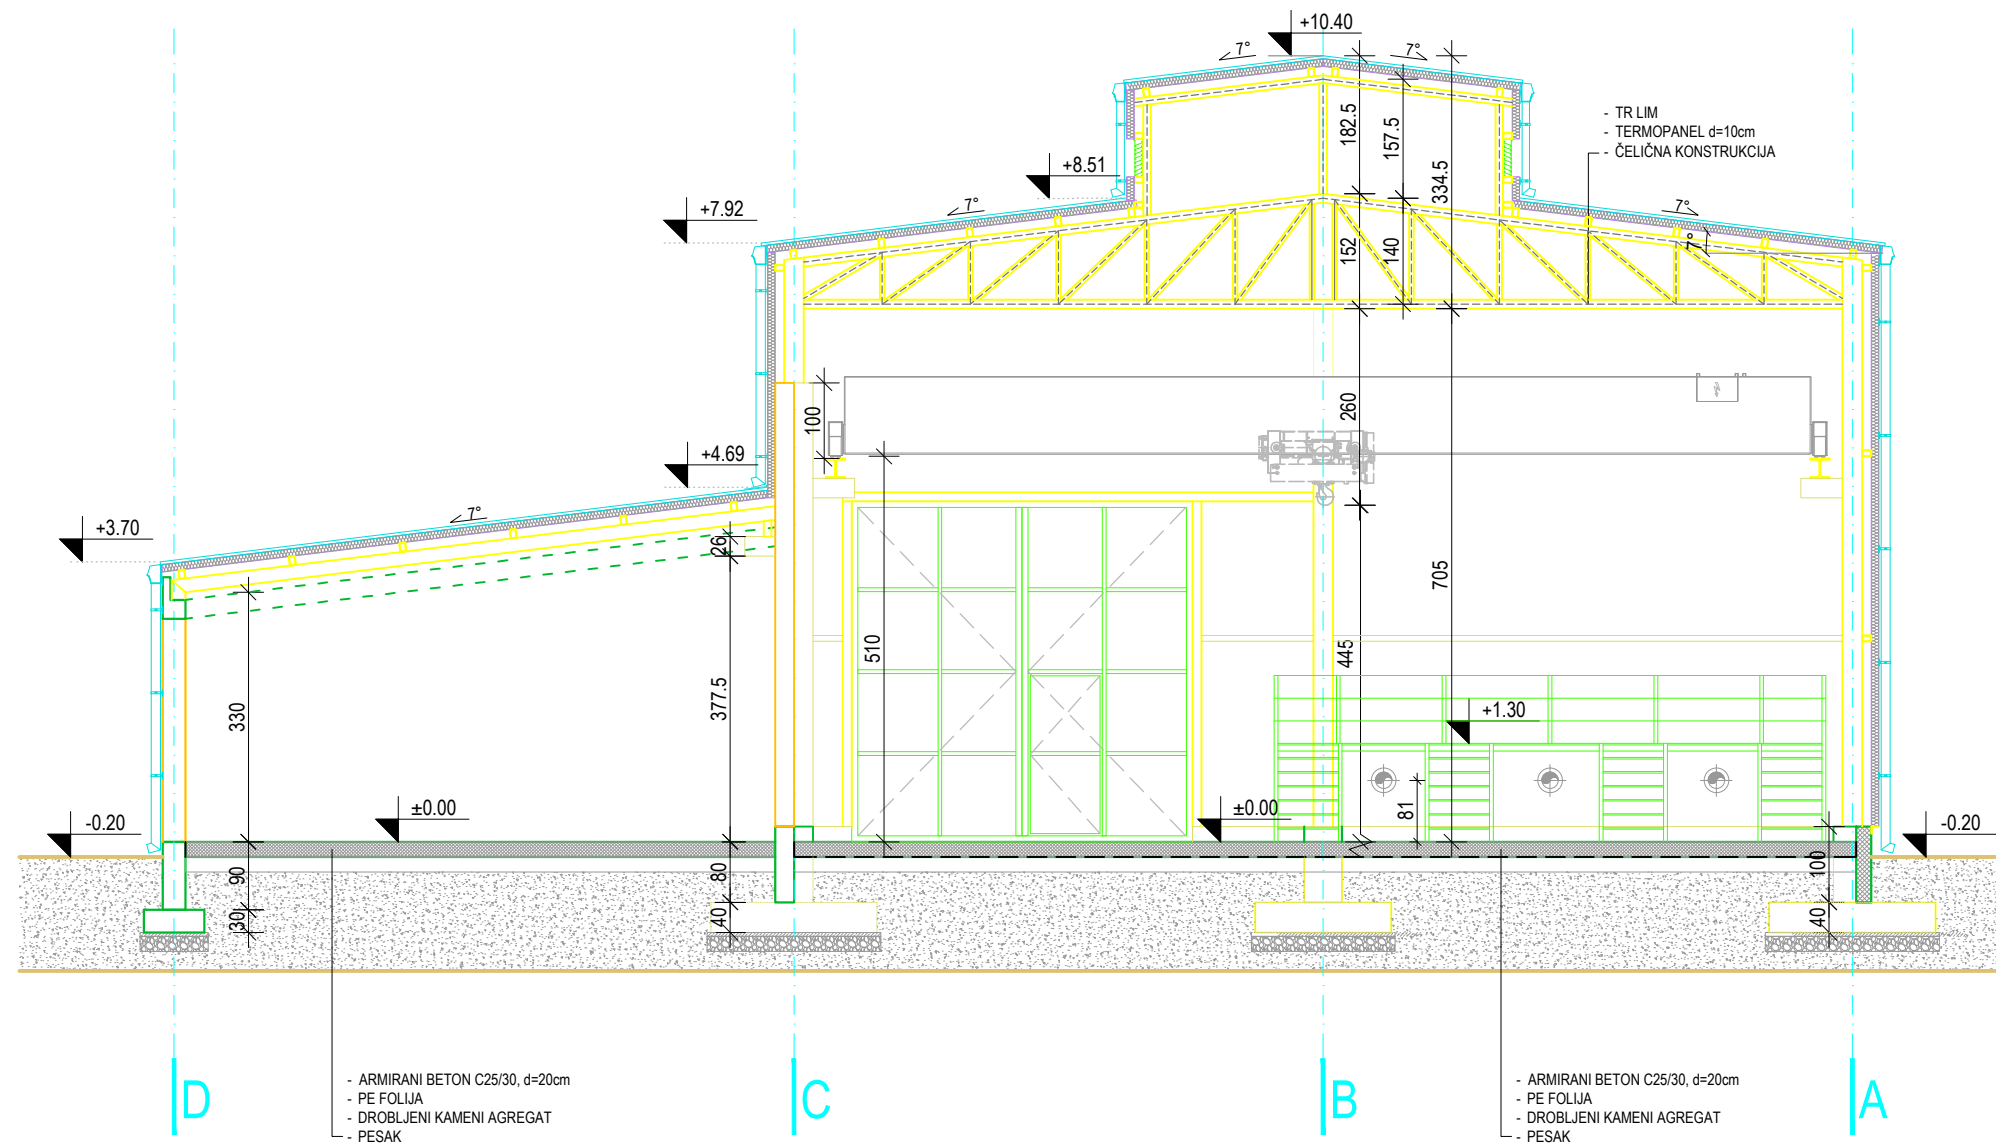 +10.40
7°
7°
- TR LIM
- TERMOPANEL d=10cm
- ČELIČNA KONSTRUKCIJA
182.5
157.5
334.5
+8.51
+7.92
7°
7°
7°
152
140
100
260
+4.69
7°
+3.70
26
510
705
445
330
377.5
+1.30
81
-0.20
±0.00
±0.00
-0.20
90
30
80
40
100
40
D
C
B
A
- ARMIRANI BETON C25/30, d=20cm
- PE FOLIJA
- DROBLJENI KAMENI AGREGAT
- PESAK
- ARMIRANI BETON C25/30, d=20cm
- PE FOLIJA
- DROBLJENI KAMENI AGREGAT
- PESAK